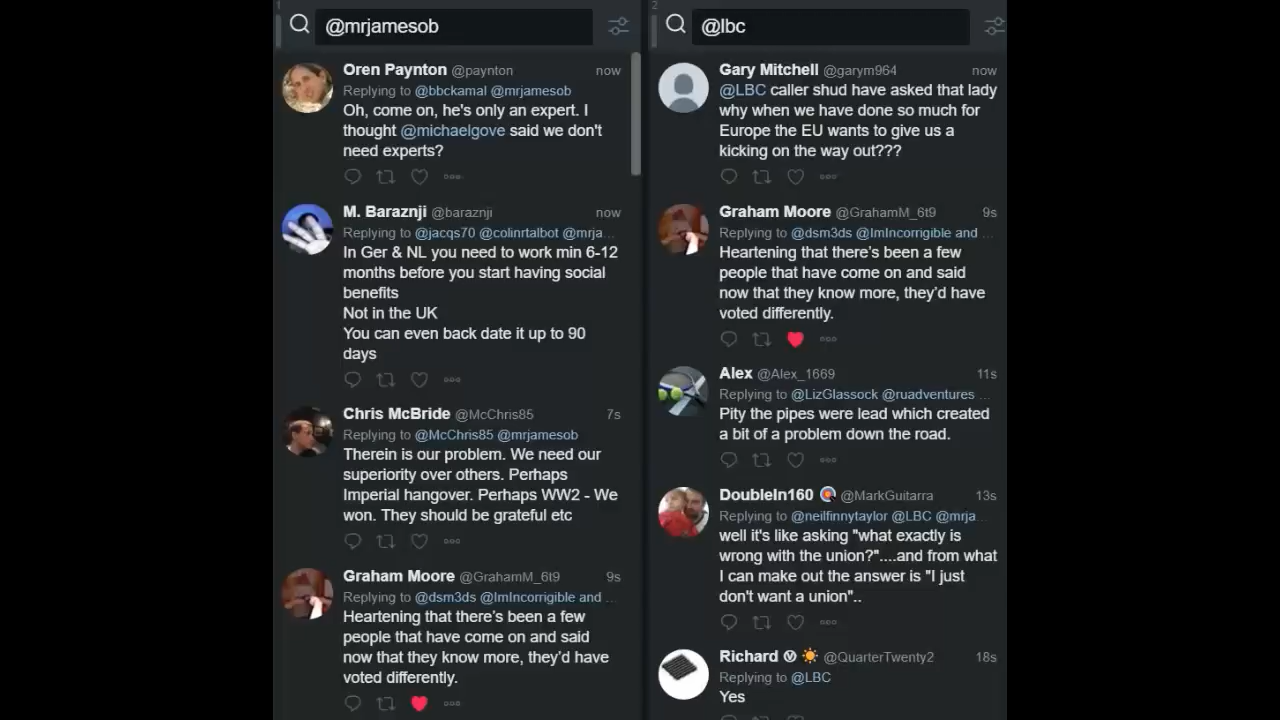 1
@mrjamesob
Oren Paynton @paynton now
Replying to @bbckamal @mrjamesob
Oh, come on, he's only an expert. I
thought @michaelgove said we don't
need experts?
M. Baraznji @baraznji now
Replying to @jacqs70 @colinrtalbot @mrja...
In Ger & NL you need to work min 6-12
months before you start having social
benefits
Not in the UK
You can even back date it up to 90
days
Chris McBride @McChris85 7s
Replying to @McChris85 @mrjamesob
Therein is our problem. We need our
superiority over others. Perhaps
Imperial hangover. Perhaps WW2 - We
won. They should be grateful etc
Graham Moore @GrahamM_6t9 9s
Replying to @dsm3ds @ImIncorrigible and ...
Heartening that there's been a few
people that have come on and said
now that they know more, they'd have
voted differently.
2
@lbc
Gary Mitchell @garym964 now
@LBC caller shud have asked that lady
why when we have done so much for
Europe the EU wants to give us a
kicking on the way out???
Graham Moore @GrahamM_6t9 9s
Replying to @dsm3ds @ImIncorrigible and ...
Heartening that there's been a few
people that have come on and said
now that they know more, they'd have
voted differently.
Alex @Alex_1669 11s
Replying to @LizGlassock @ruadventures ...
Pity the pipes were lead which created
a bit of a problem down the road.
DoubleIn160 @MarkGuitarra 13s
Replying to @neilfinnytaylor @LBC @mrja...
well it's like asking "what exactly is
wrong with the union?"....and from what
I can make out the answer is "I just
don't want a union"..
Richard Ⓥ @QuarterTwenty2 18s
Replying to @LBC
Yes